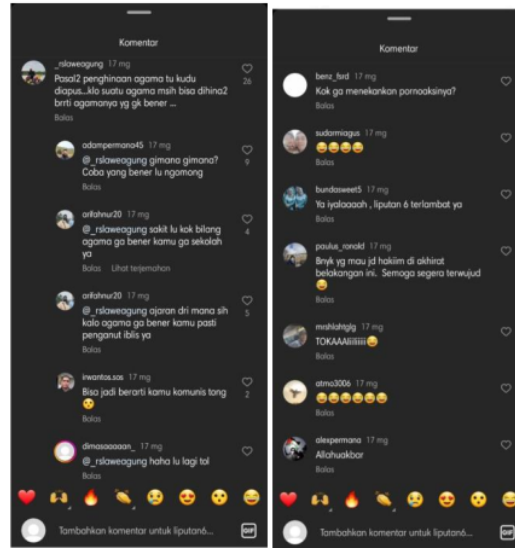 Komentar
_rslaweagung 17 mg
Pasal2 penghinaan agama tu kudu
diapus...klo suatu agama msih bisa dihina2
brrti agamanya yg gk bener ...
26
Balas
adampermana45 17 mg
@_rslaweagung gimana gimana?
Coba yang bener lu ngomong
9
Balas
arifahnur20 17 mg
@_rslaweagung sakit lu kok bilang
agama ga bener kamu ga sekolah
ya
4
Balas Lihat terjemahan
arifahnur20 17 mg
@_rslaweagung ajaran dri mana sih
kalo agama ga bener kamu pasti
penganut iblis ya
5
Balas
irwantos.sos 17 mg
Bisa jadi berarti kamu komunis tong
😗
2
Balas
dimasaaaaan_ 17 mg
@_rslaweagung haha lu lagi tol
Balas
Tambahkan komentar untuk liputan6...
GIF
Komentar
benz_fsrd 17 mg
Kok ga menekankan pornoaksinya?
Balas
sudarmiagus 17 mg
😂😂😂😂
Balas
bundasweet5 17 mg
Ya iyalaaaah , liputan 6 terlambat ya
Balas
paulus_ronald 17 mg
Bnyk yg mau jd hakiim di akhirat
belakangan ini. Semoga segera terwujud
😂
Balas
mrshlahtglg 17 mg
Balas
atmo3006 17 mg
😂😂😂😂😂😂
Balas
alexpermana 17 mg
Allahuakbar
Balas
Tambahkan komentar untuk liputan6...
GIF